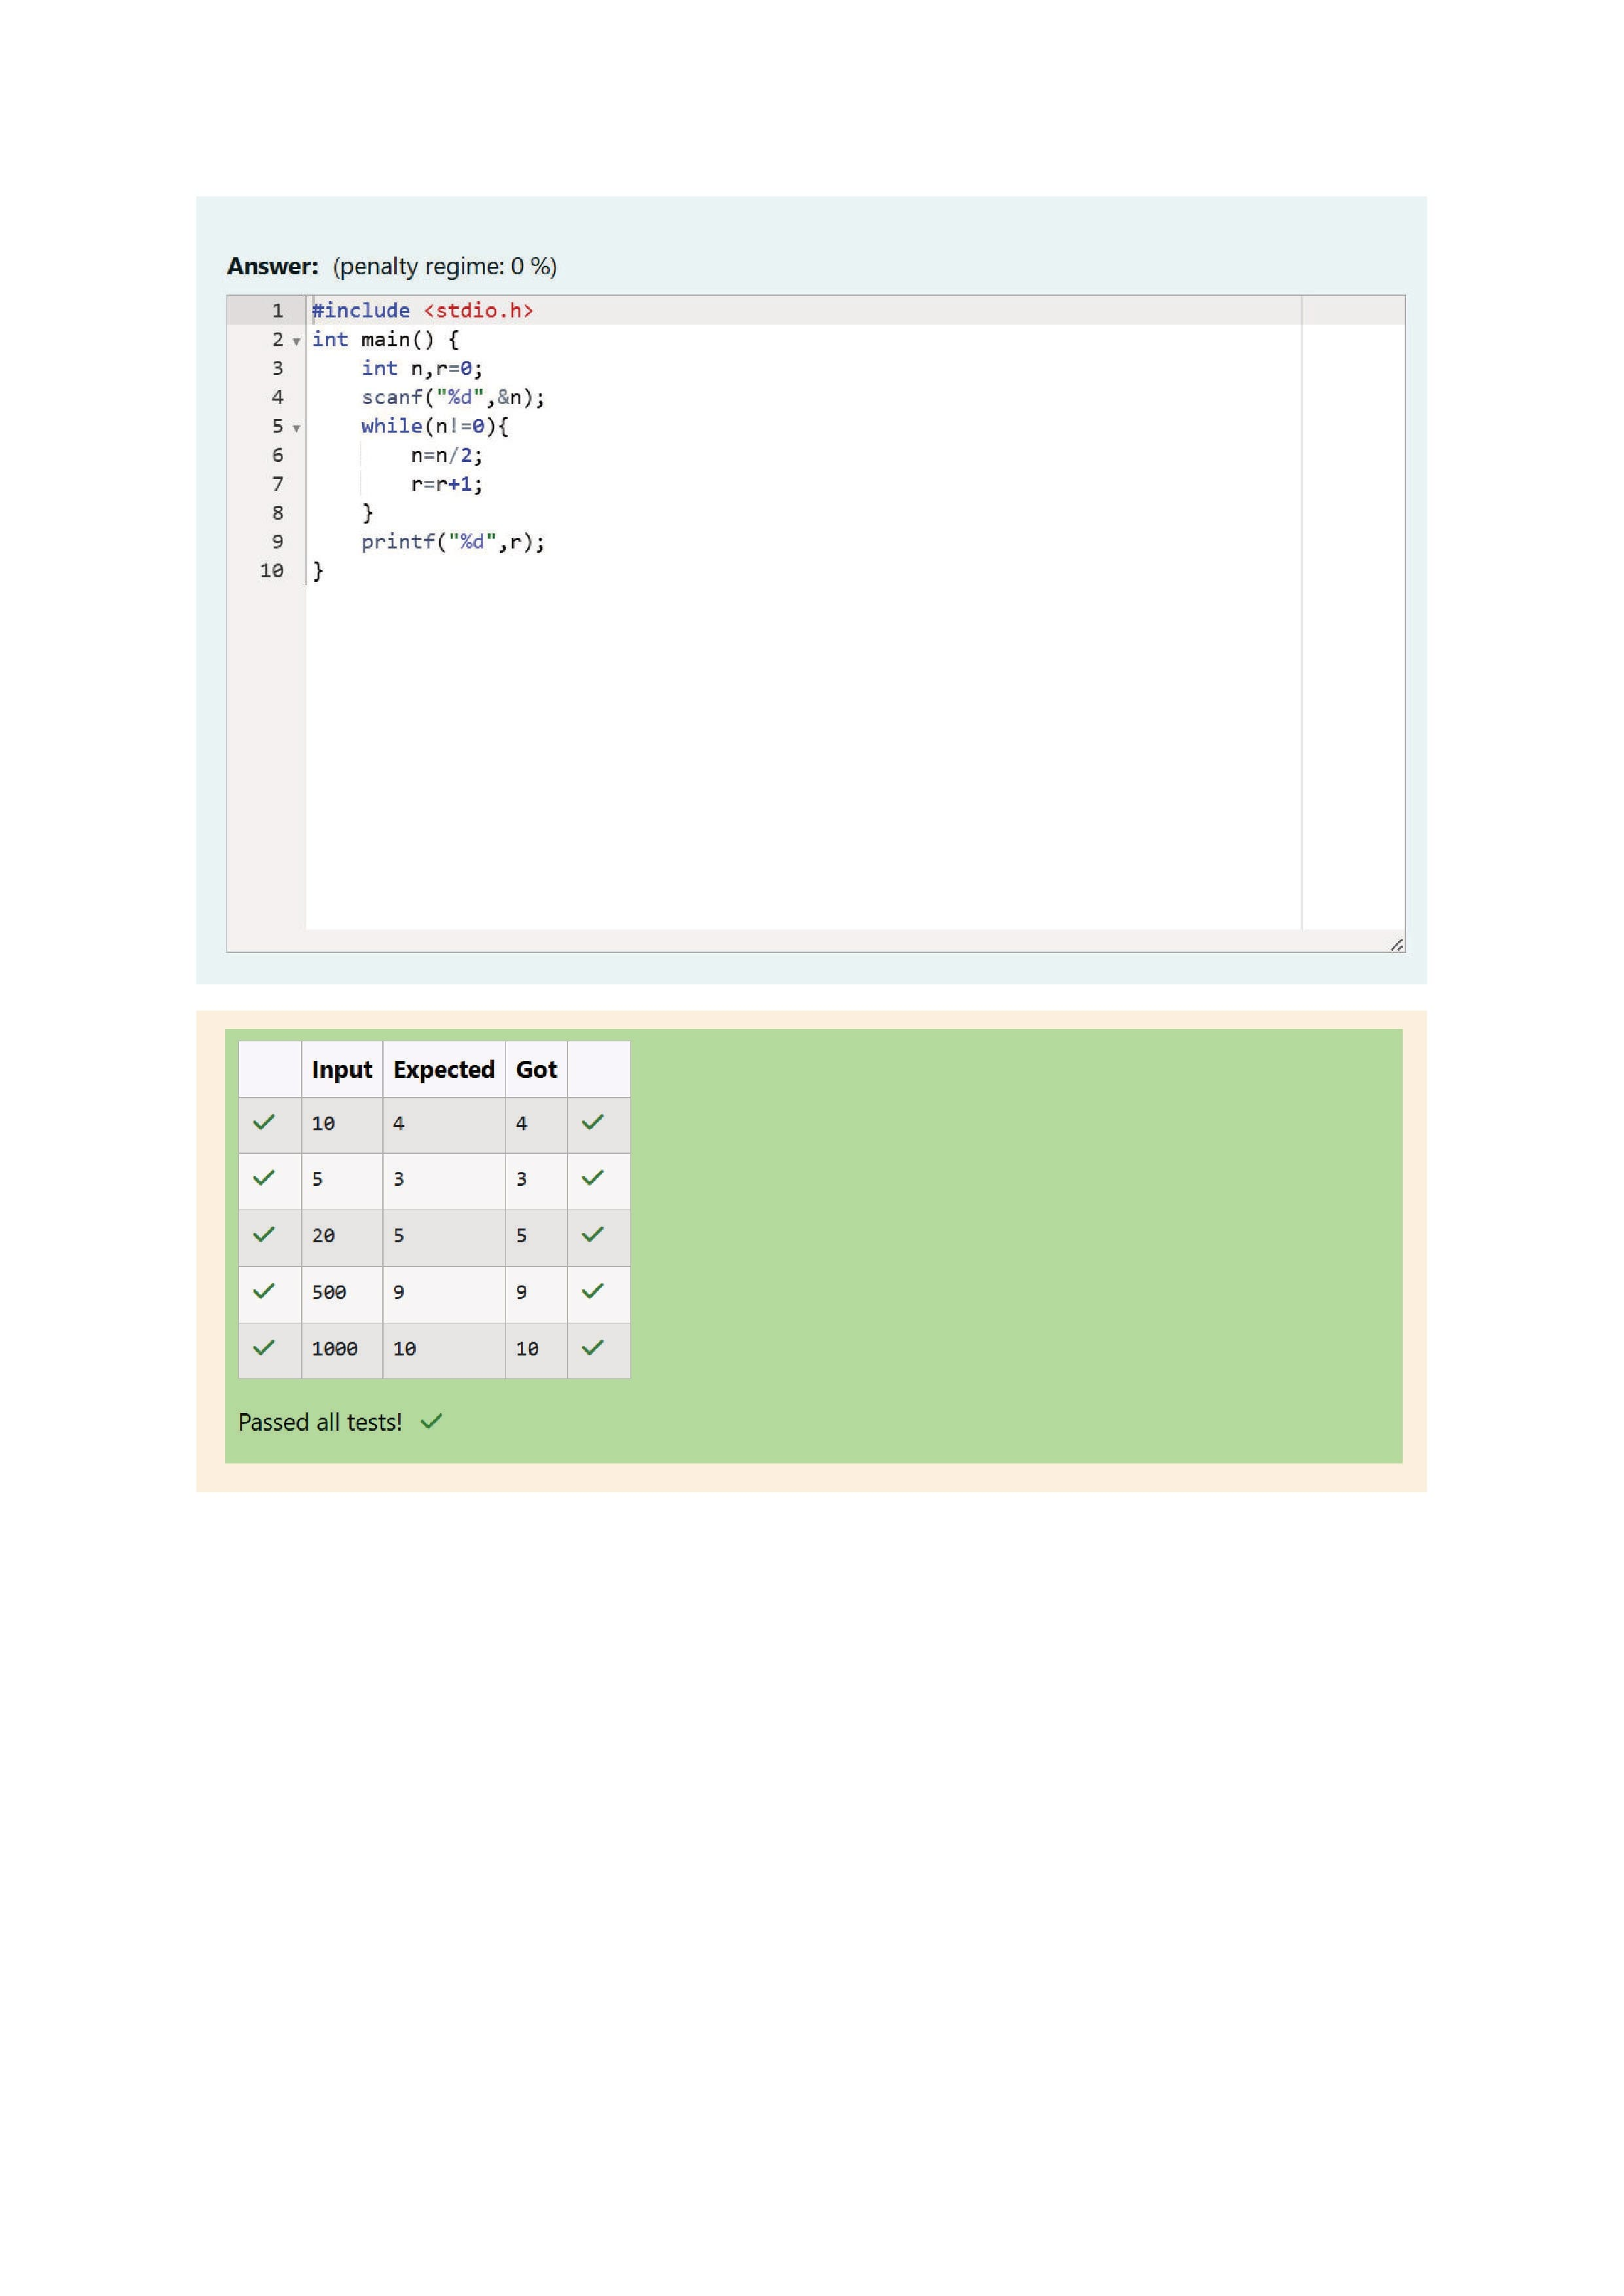 Answer: (penalty regime: 0 %)
1 #include <stdio.h>
2 int main() {
3     int n,r=0;
4     scanf("%d",&n);
5     while(n!=0){
6         n=n/2;
7         r=r+1;
8     }
9     printf("%d",r);
10 }
Input Expected Got
10 4 4
5 3 3
20 5 5
500 9 9
1000 10 10
Passed all tests!